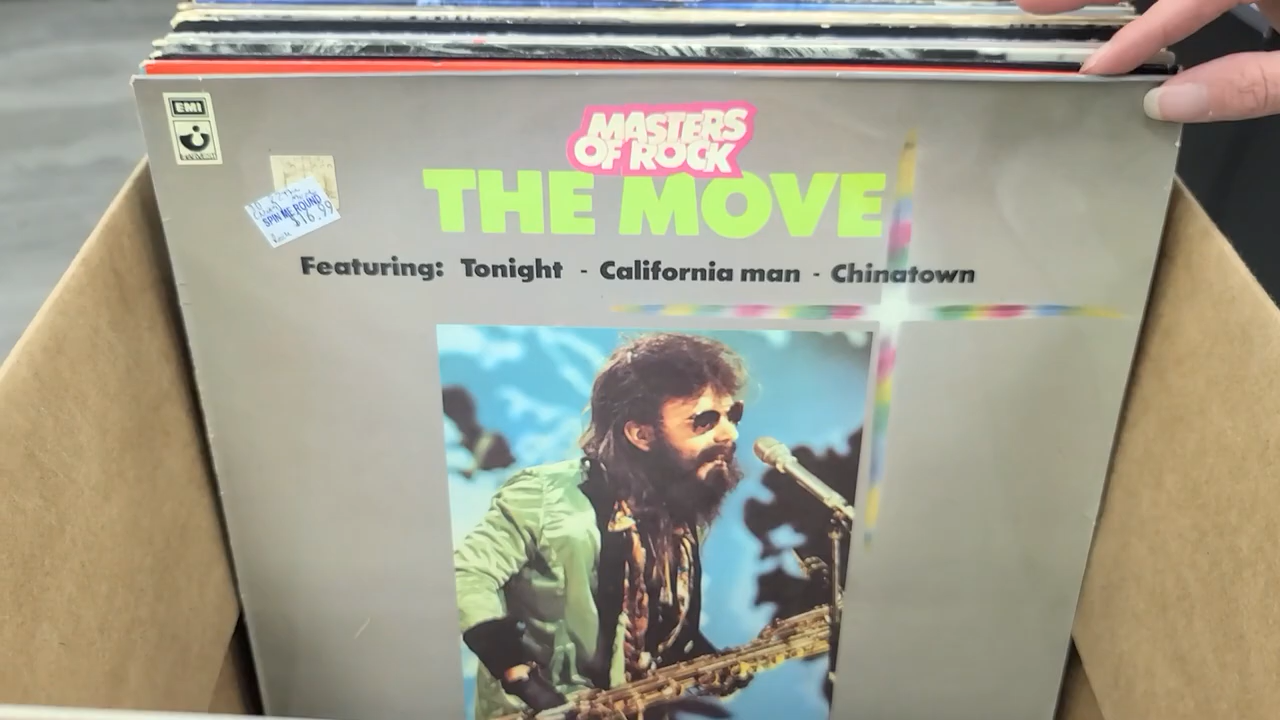 EMI
MASTERS
OF ROCK
THE MOVE
Featuring: Tonight - California man - Chinatown
SPIN ME ROUND
$16.99